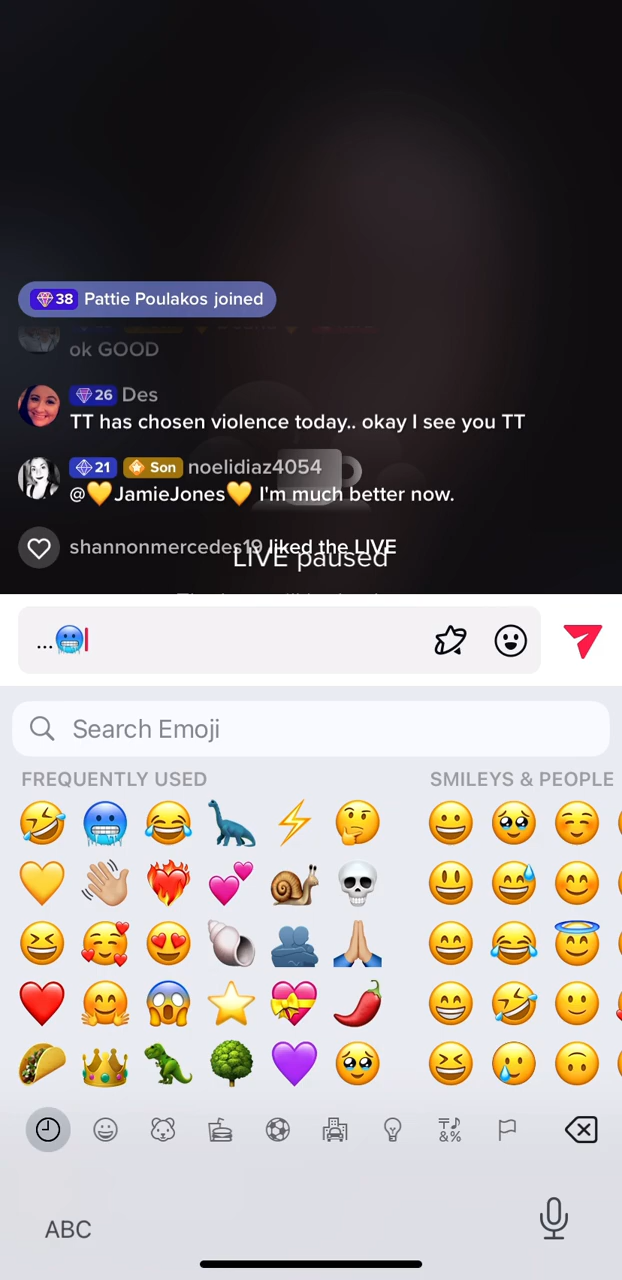 38 Pattie Poulakos joined
ok GOOD
26 Des
TT has chosen violence today.. okay I see you TT
21 Son noelidiaz4054
@💛JamieJones💛 I'm much better now.
shannonmercedes19 liked the LIVE
LIVE paused
...🥶
Search Emoji
FREQUENTLY USED
SMILEYS & PEOPLE
ABC